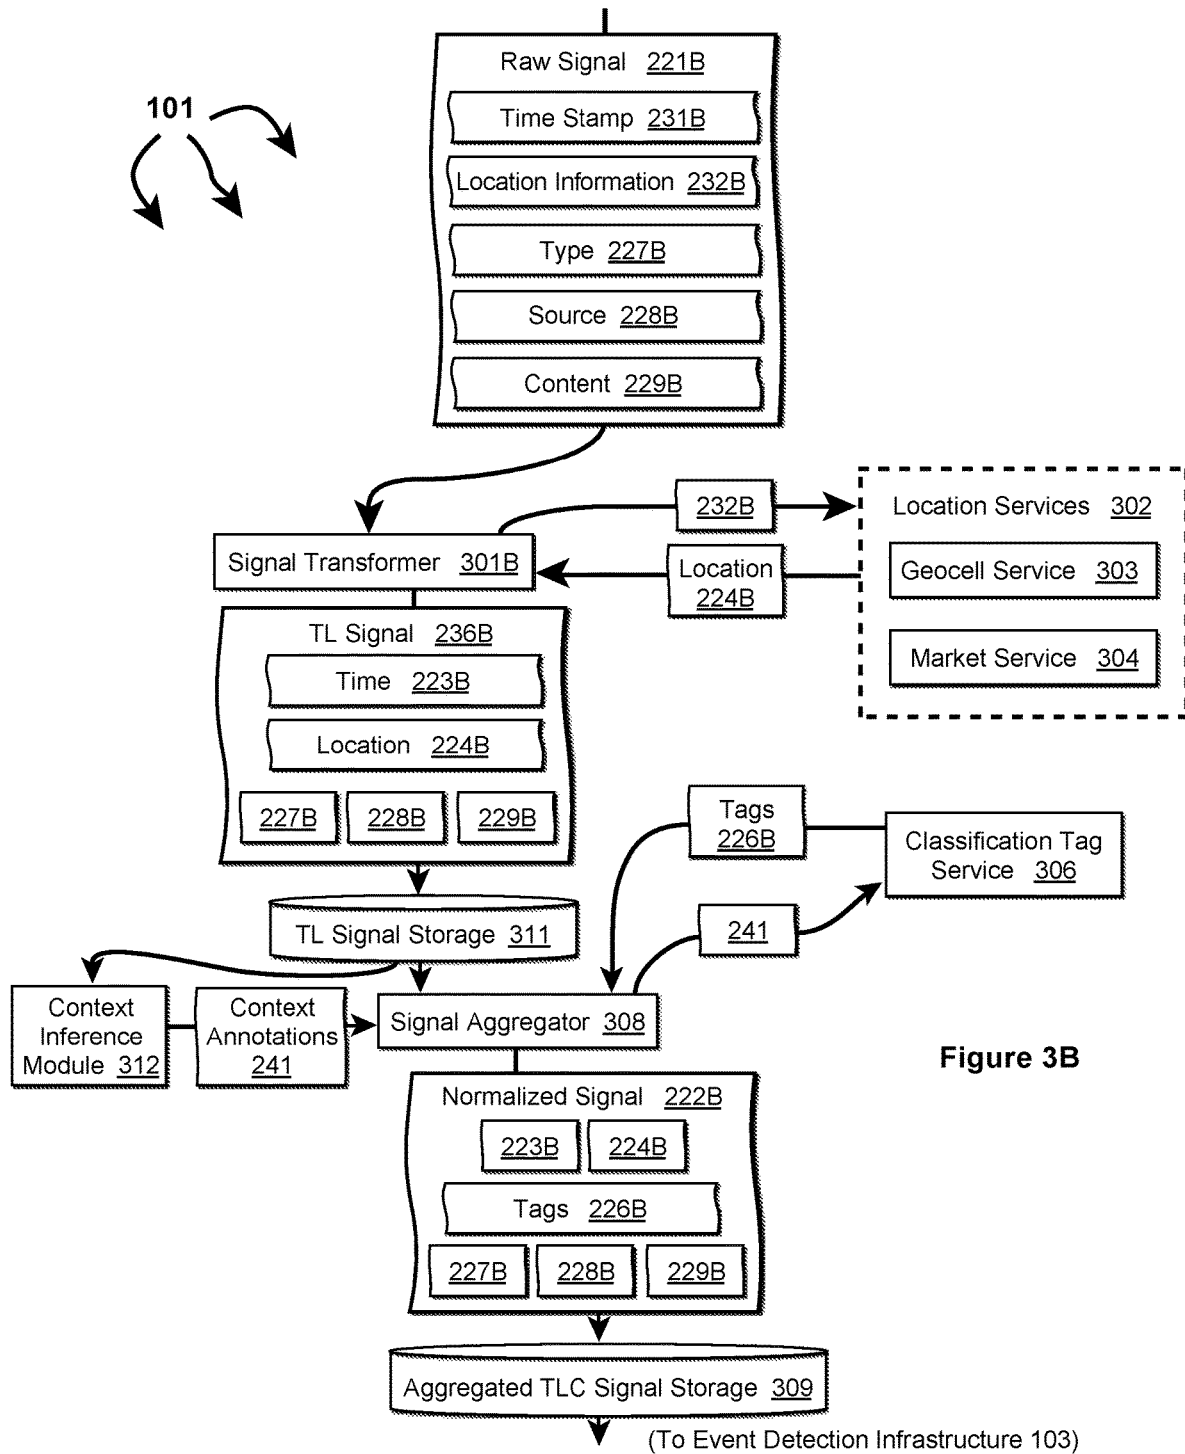 Raw Signal 221B
101
Time Stamp 231B
Location Information 232B
Type 227B
Source 228B
Content 229B
232B
Location Services 302
Signal Transformer 301B
Location
224B
Geocell Service 303
Market Service 304
TL Signal 236B
Time 223B
Location 224B
227B 228B 229B
Tags
226B
Classification Tag
Service 306
241
TL Signal Storage 311
Context
Inference
Module 312
Context
Annotations
241
Signal Aggregator 308
Figure 3B
Normalized Signal 222B
223B 224B
Tags 226B
227B 228B 229B
Aggregated TLC Signal Storage 309
(To Event Detection Infrastructure 103)